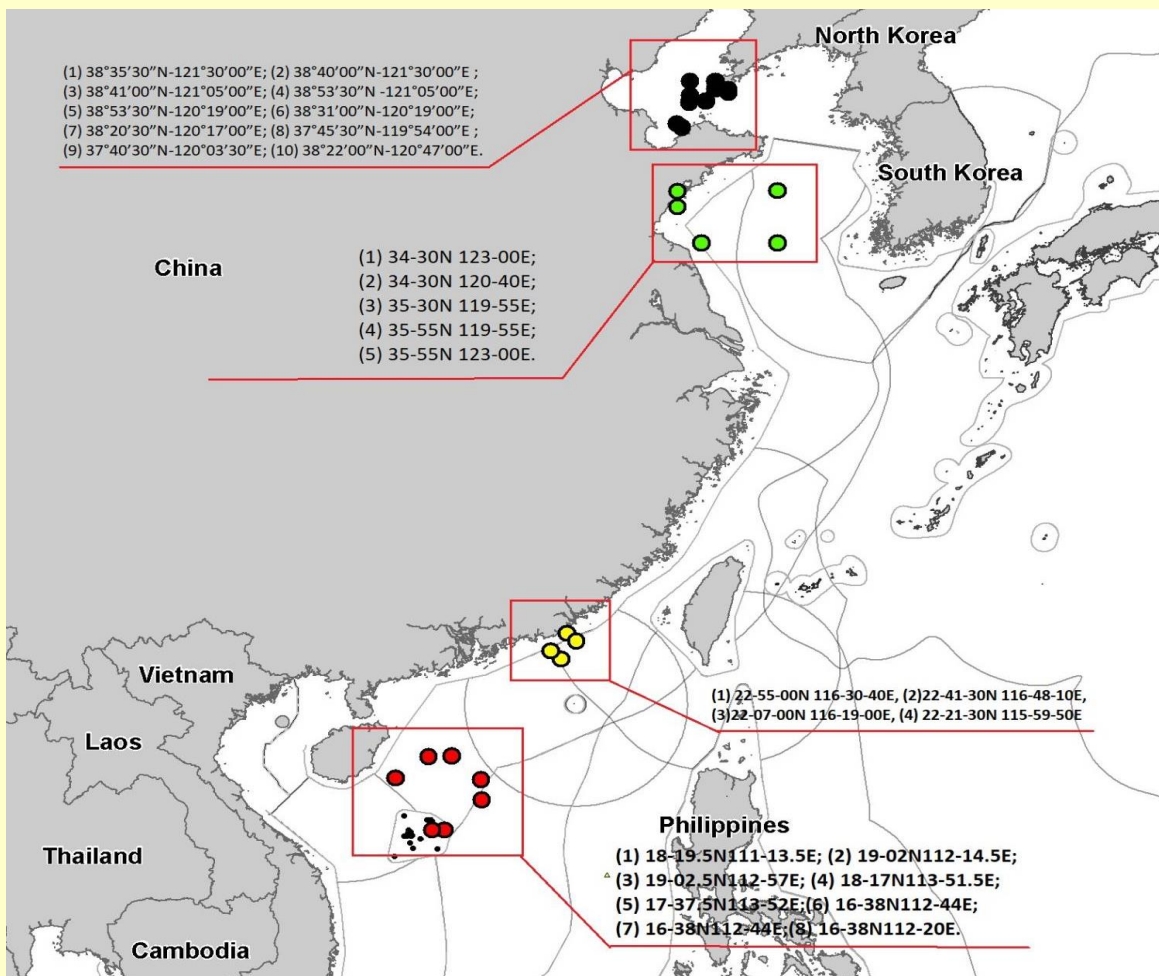 North Korea
(1) 38°35′30″N-121°30′00″E; (2) 38°40′00″N-121°30′00″E ;
(3) 38°41′00″N-121°05′00″E; (4) 38°53′30″N -121°05′00″E;
(5) 38°53′30″N-120°19′00″E; (6) 38°31′00″N-120°19′00″E;
(7) 38°20′30″N-120°17′00″E; (8) 37°45′30″N-119°54′00″E ;
(9) 37°40′30″N-120°03′30″E; (10) 38°22′00″N-120°47′00″E.
South Korea
China
(1) 34-30N 123-00E;
(2) 34-30N 120-40E;
(3) 35-30N 119-55E;
(4) 35-55N 119-55E;
(5) 35-55N 123-00E.
Vietnam
(1) 22-55-00N 116-30-40E, (2)22-41-30N 116-48-10E,
(3)22-07-00N 116-19-00E, (4) 22-21-30N 115-59-50E
Laos
Thailand
Philippines
(1) 18-19.5N111-13.5E; (2) 19-02N112-14.5E;
(3) 19-02.5N112-57E; (4) 18-17N113-51.5E;
(5) 17-37.5N113-52E;(6) 16-38N112-44E;
(7) 16-38N112-44E;(8) 16-38N112-20E.
Cambodia